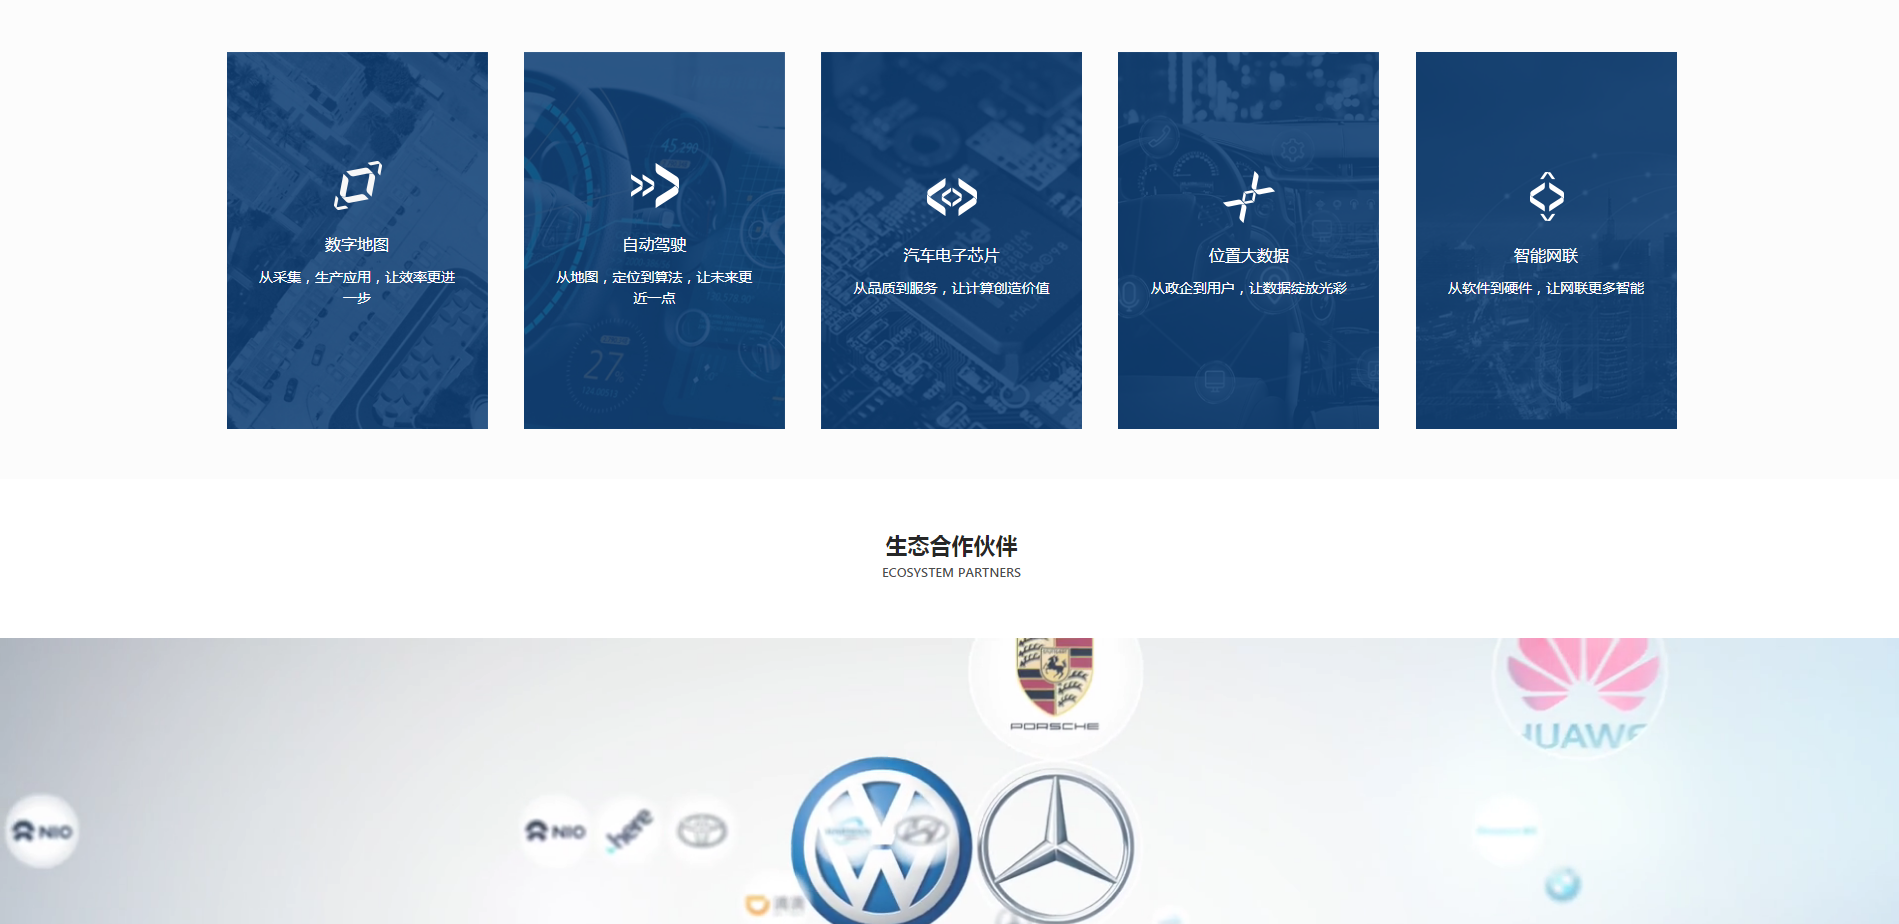 数字地图
从采集，生产应用，让效率更进
一步
自动驾驶
从地图，定位到算法，让未来更
近一点
汽车电子芯片
从品质到服务，让计算创造价值
位置大数据
从政企到用户，让数据绽放光彩
智能网联
从软件到硬件，让网联更多智能
45.290
27%
生态合作伙伴
ECOSYSTEM PARTNERS
PORSCHE
HUAWE
NIO
NIO
here
滴滴